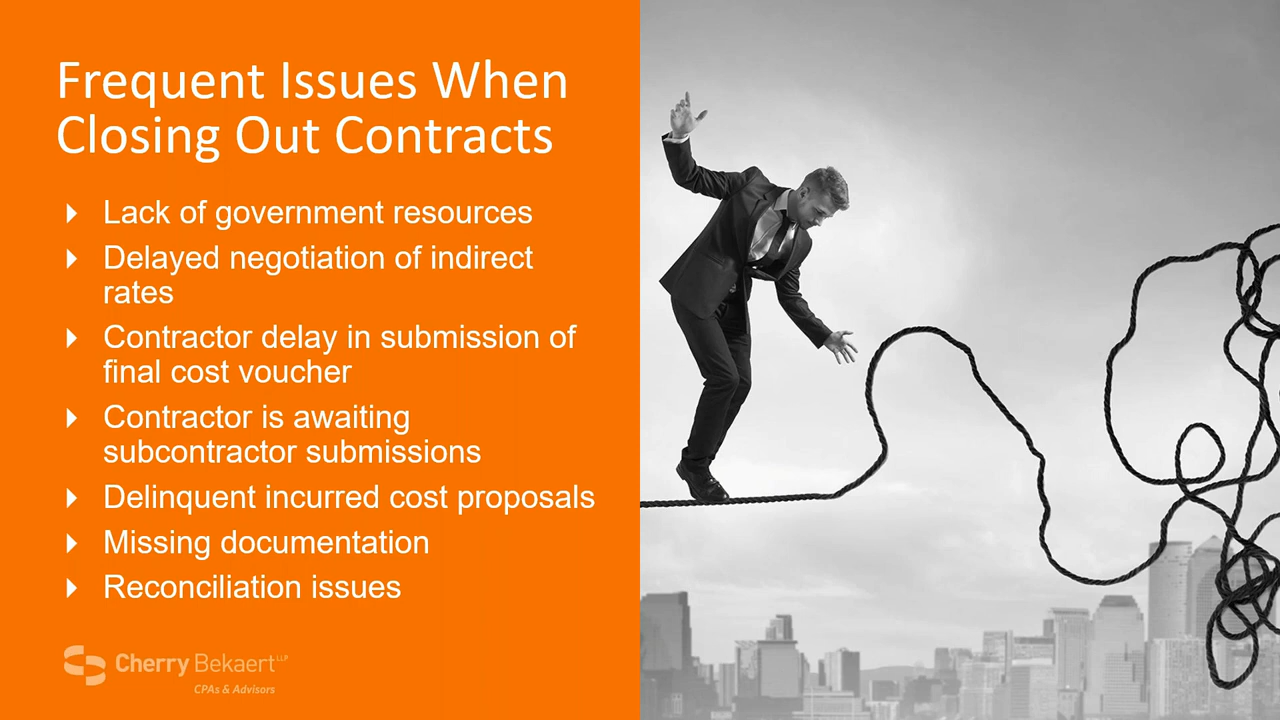 Frequent Issues When
Closing Out Contracts
Lack of government resources
Delayed negotiation of indirect
rates
Contractor delay in submission of
final cost voucher
Contractor is awaiting
subcontractor submissions
Delinquent incurred cost proposals
Missing documentation
Reconciliation issues
Cherry Bekaert LLP
CPAs & Advisors